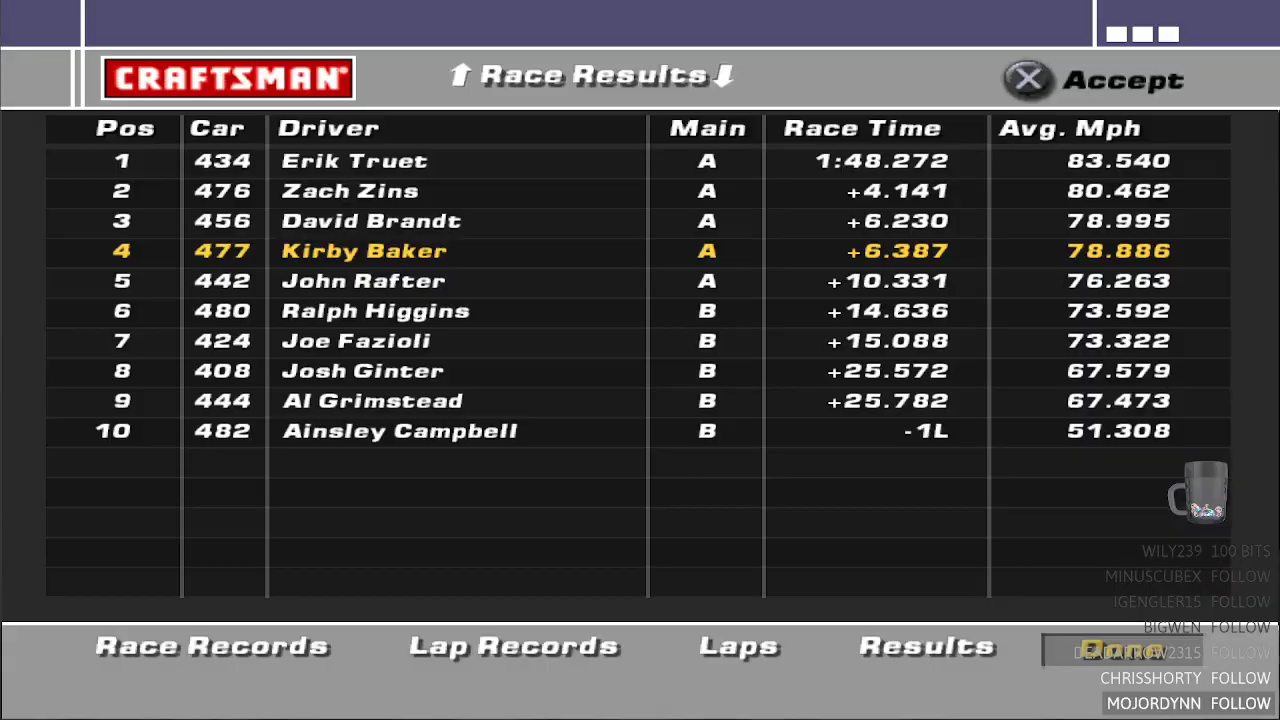 CRAFTSMAN®
Race Results
Accept
Pos Car Driver Main Race Time Avg. Mph
1 434 Erik Truet A 1:48.272 83.540
2 476 Zach Zins A +4.141 80.462
3 456 David Brandt A +6.230 78.995
4 477 Kirby Baker A +6.387 78.886
5 442 John Rafter A +10.331 76.263
6 480 Ralph Higgins B +14.636 73.592
7 424 Joe Fazioli B +15.088 73.322
8 408 Josh Ginter B +25.572 67.579
9 444 Al Grimstead B +25.782 67.473
10 482 Ainsley Campbell B -1L 51.308
WILY239 100 BITS
MINUSCUBEX FOLLOW
IGENGLER15 FOLLOW
BIGWEN FOLLOW
Race Records Lap Records Laps Results Done
DEADARROW2315 FOLLOW
CHRISSHORTY FOLLOW
MOJORDYNN FOLLOW